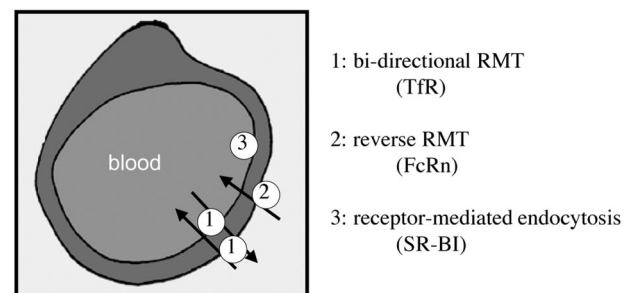 blood
3
2
1
1
1: bi-directional RMT
(TfR)
2: reverse RMT
(FcRn)
3: receptor-mediated endocytosis
(SR-BI)